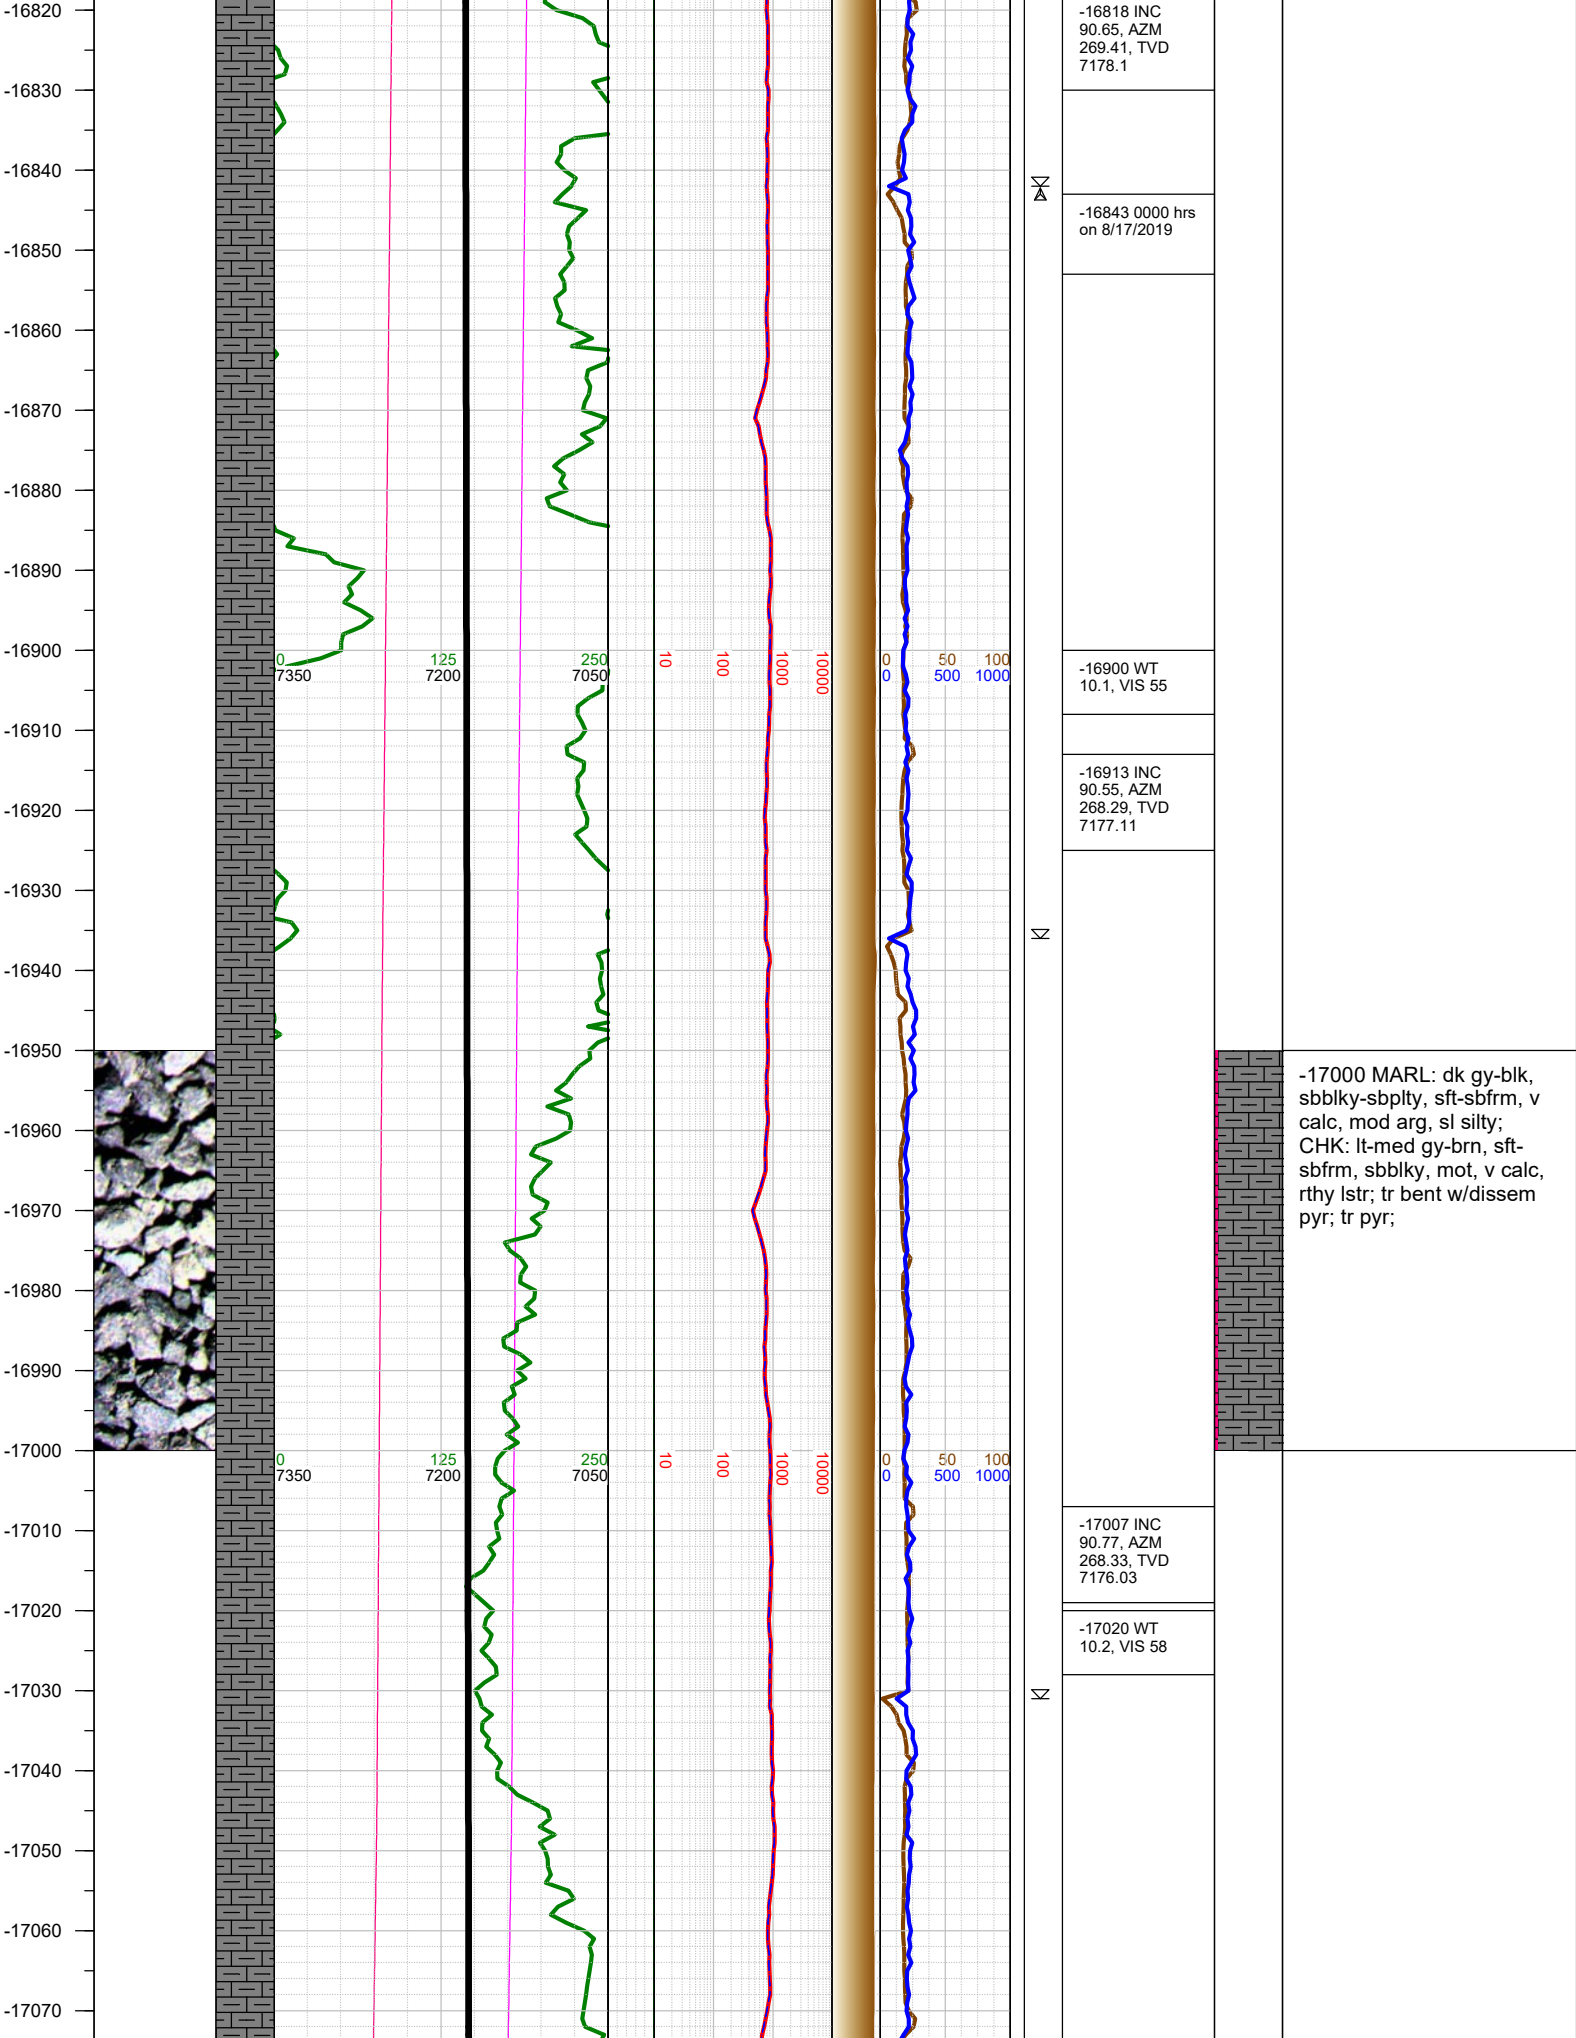 -16820
-16830
-16840
-16850
-16860
-16870
-16880
-16890
-16900
-16910
-16920
-16930
-16940
-16950
-16960
-16970
-16980
-16990
-17000
-17010
-17020
-17030
-17040
-17050
-17060
-17070
0 125 250
7350 7200 7050
10 100 1000 10000
0 50 100
0 500 1000
0 125 250
7350 7200 7050
10 100 1000 10000
0 50 100
0 500 1000
-16818 INC
90.65, AZM
269.41, TVD
7178.1
-16843 0000 hrs
on 8/17/2019
-16900 WT
10.1, VIS 55
-16913 INC
90.55, AZM
268.29, TVD
7177.11
-17007 INC
90.77, AZM
268.33, TVD
7176.03
-17020 WT
10.2, VIS 58
-17000 MARL: dk gy-blk,
sbblky-sbplty, sft-sbfrm, v
calc, mod arg, sl silty;
CHK: lt-med gy-brn, sft-
sbfrm, sbblky, mot, v calc,
rthy lstr; tr bent w/dissem
pyr; tr pyr;